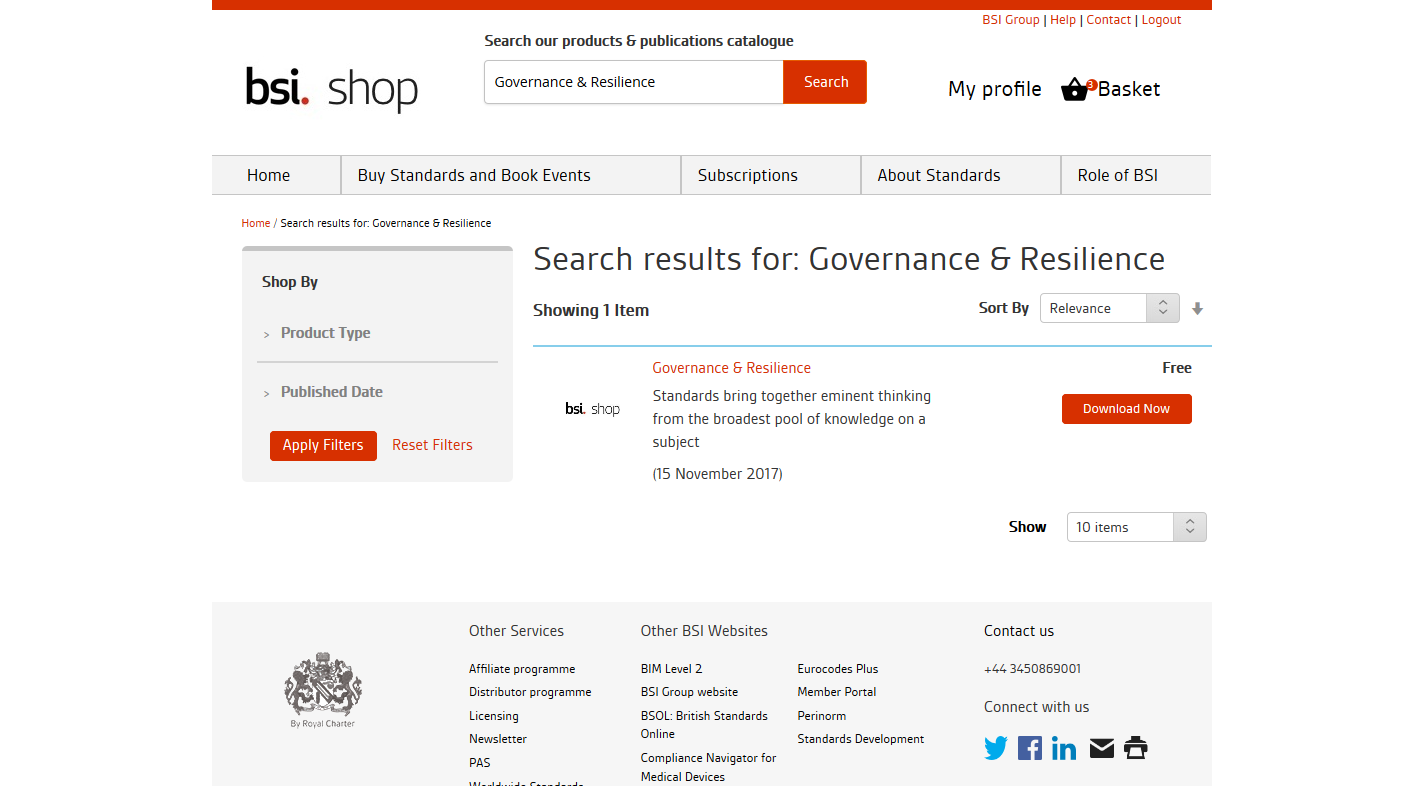 BSI Group | Help | Contact | Logout
Search our products & publications catalogue
bsi. shop
Governance & Resilience
Search
My profile
3
Basket
Home
Buy Standards and Book Events
Subscriptions
About Standards
Role of BSI
Home / Search results for: Governance & Resilience
Shop By
> Product Type
> Published Date
Apply Filters
Reset Filters
Search results for: Governance & Resilience
Showing 1 Item
Sort By
Relevance
bsi. shop
Governance & Resilience
Free
Standards bring together eminent thinking
from the broadest pool of knowledge on a
subject
(15 November 2017)
Download Now
Show
10 items
By Royal Charter
Other Services
Affiliate programme
Distributor programme
Licensing
Newsletter
PAS
Worldwide Standards
Other BSI Websites
BIM Level 2
BSI Group website
BSOL: British Standards
Online
Compliance Navigator for
Medical Devices
Eurocodes Plus
Member Portal
Perinorm
Standards Development
Contact us
+44 3450869001
Connect with us